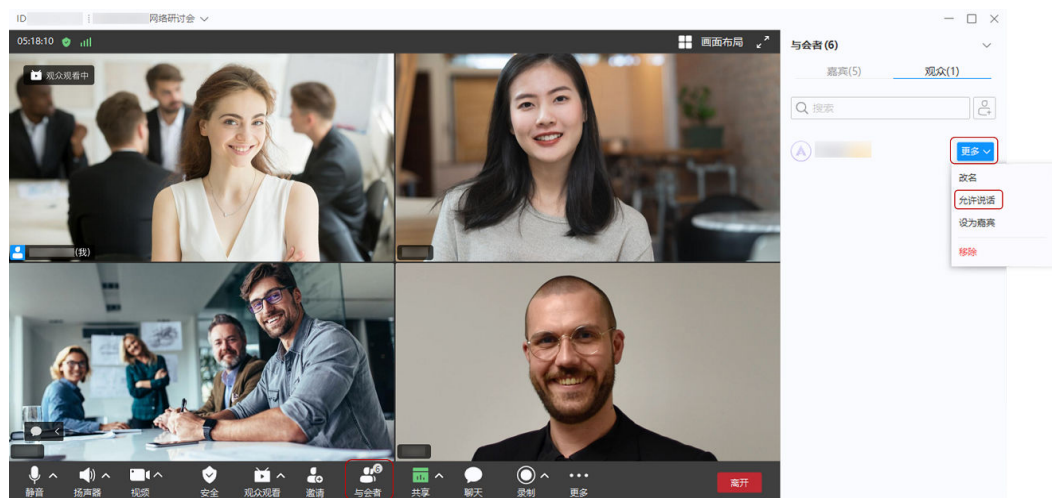 ID
网络研讨会
05:18:10
画面布局
观众观看中
(我)
静音
扬声器
视频
安全
观众观看
邀请
6
与会者
共享
聊天
录制
更多
离开
与会者 (6)
嘉宾(5)
观众(1)
搜索
更多
改名
允许说话
设为嘉宾
移除